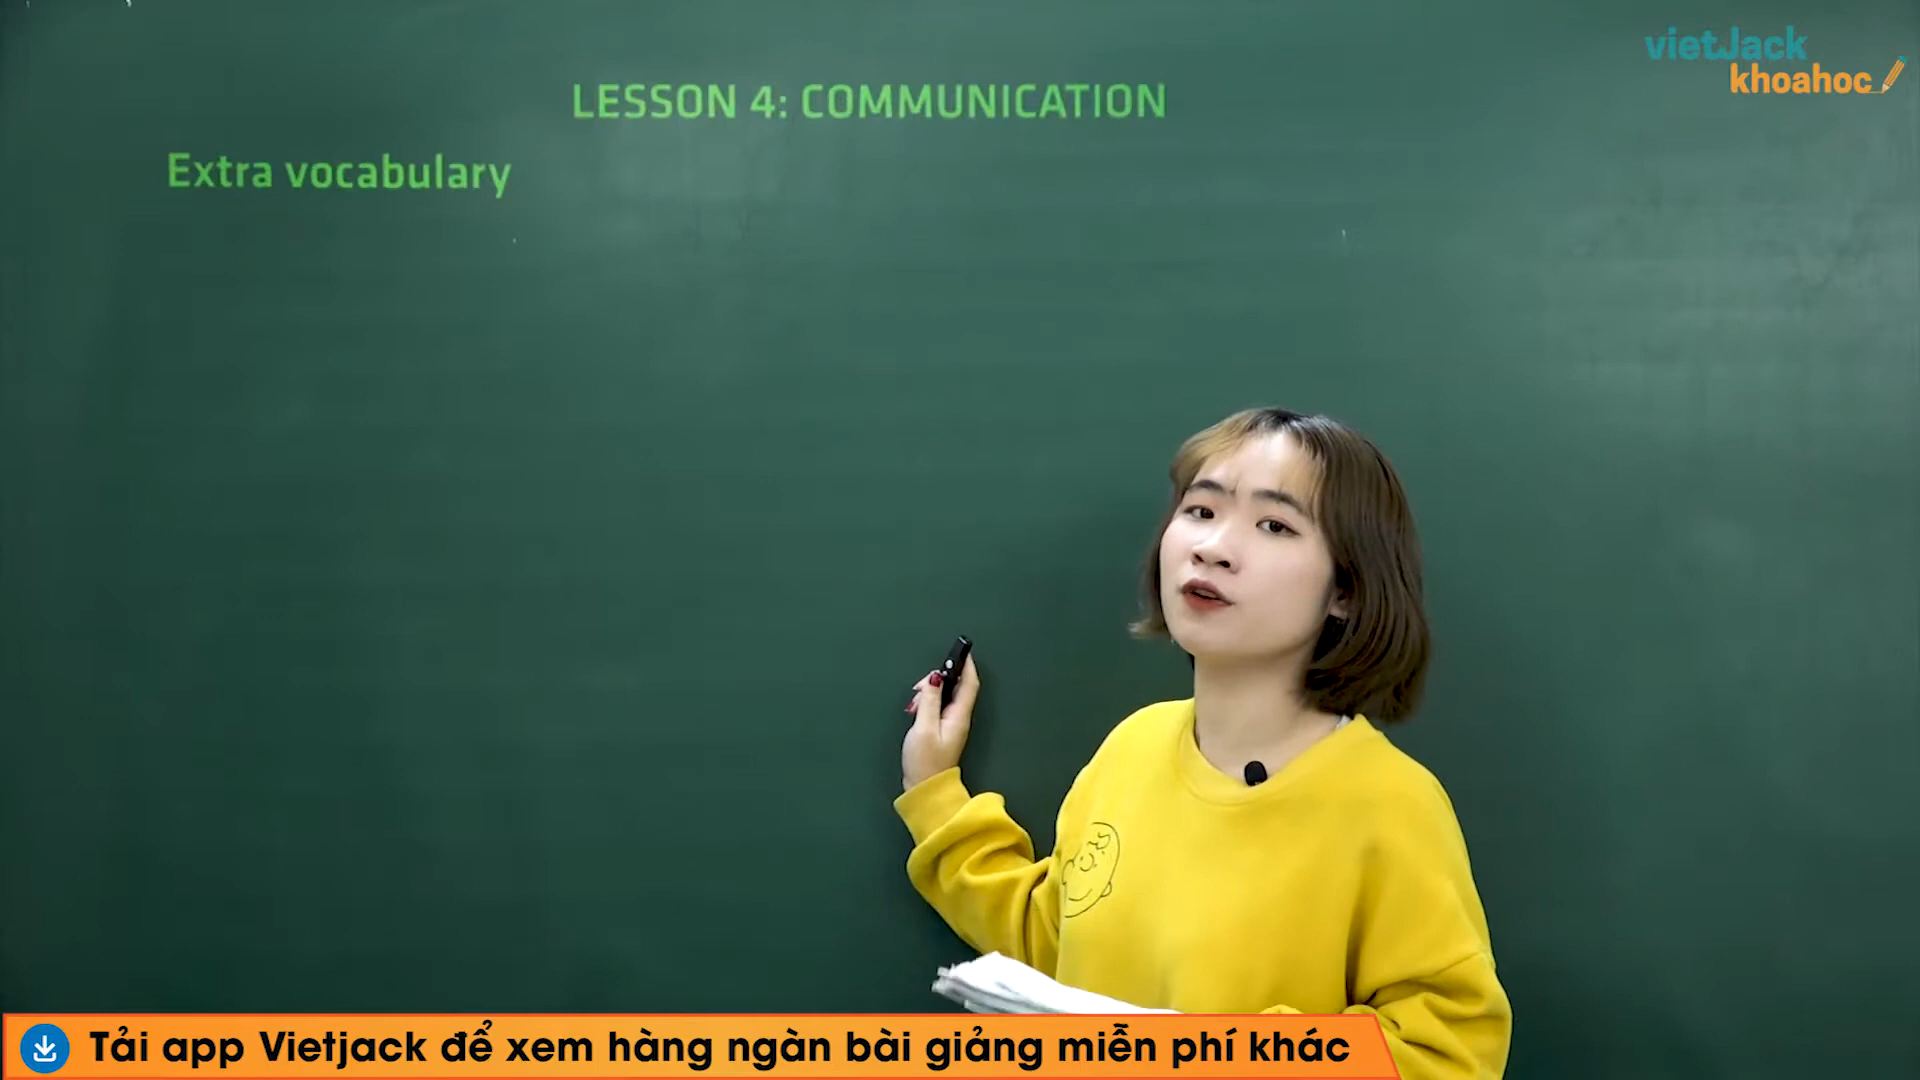 vietJack
khoahoc
LESSON 4: COMMUNICATION
Extra vocabulary
Tải app Vietjack để xem hàng ngàn bài giảng miễn phí khác